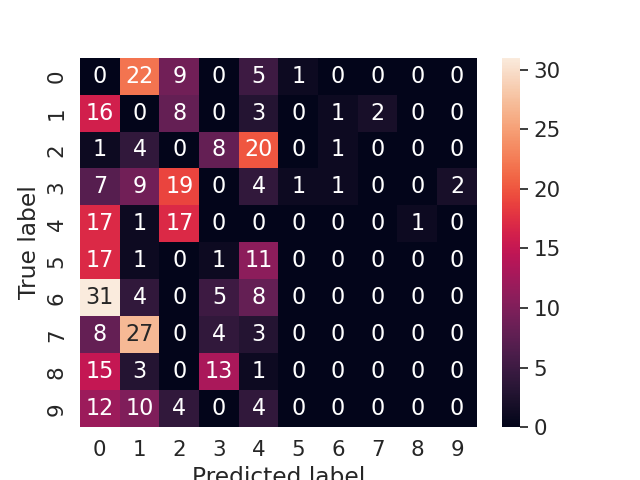 0 0 22 9 0 5 1 0 0 0 0
1 16 0 8 0 3 0 1 2 0 0
2 1 4 0 8 20 0 1 0 0 0
3 7 9 19 0 4 1 1 0 0 2
4 17 1 17 0 0 0 0 0 1 0
5 17 1 0 1 11 0 0 0 0 0
6 31 4 0 5 8 0 0 0 0 0
7 8 27 0 4 3 0 0 0 0 0
8 15 3 0 13 1 0 0 0 0 0
9 12 10 4 0 4 0 0 0 0 0
0 1 2 3 4 5 6 7 8 9
Predicted label
True label
30
25
20
15
10
5
0